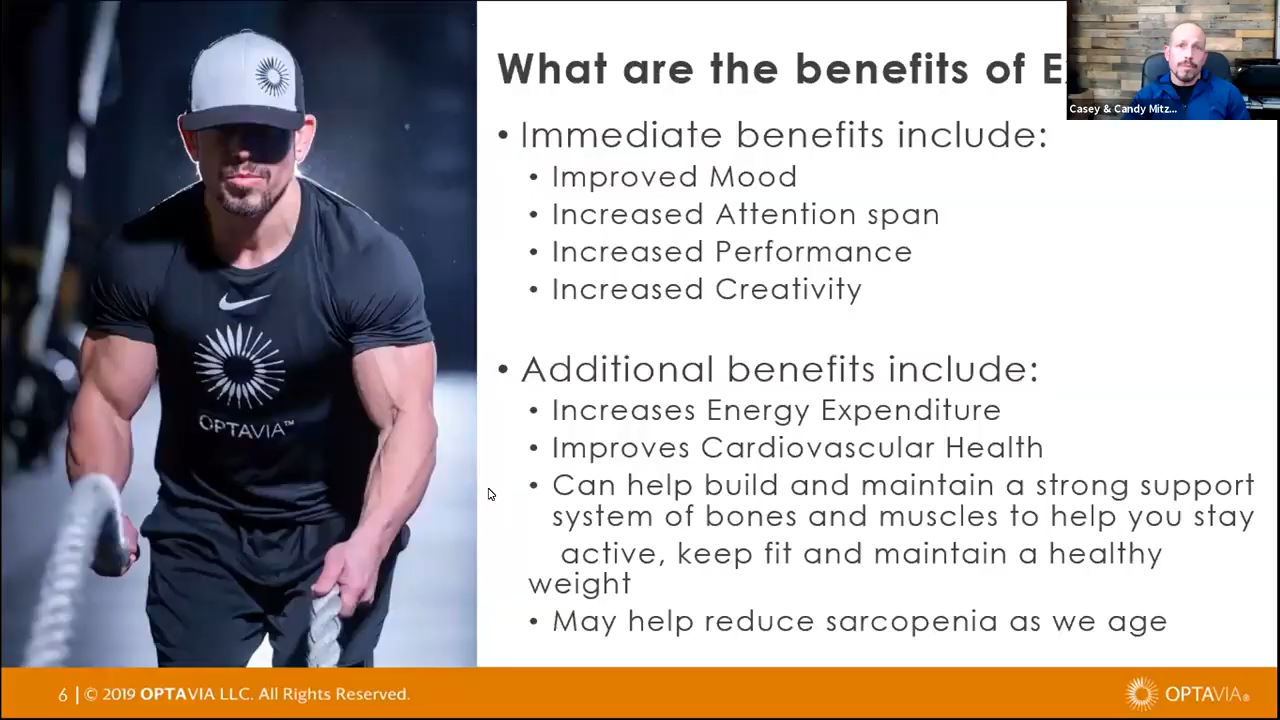 What are the benefits of E
Casey & Candy Mitz...
• Immediate benefits include:
• Improved Mood
• Increased Attention span
• Increased Performance
• Increased Creativity
• Additional benefits include:
• Increases Energy Expenditure
• Improves Cardiovascular Health
• Can help build and maintain a strong support
system of bones and muscles to help you stay
active, keep fit and maintain a healthy
weight
• May help reduce sarcopenia as we age
OPTAVIA™
6 | © 2019 OPTAVIA LLC. All Rights Reserved.
OPTAVIA®